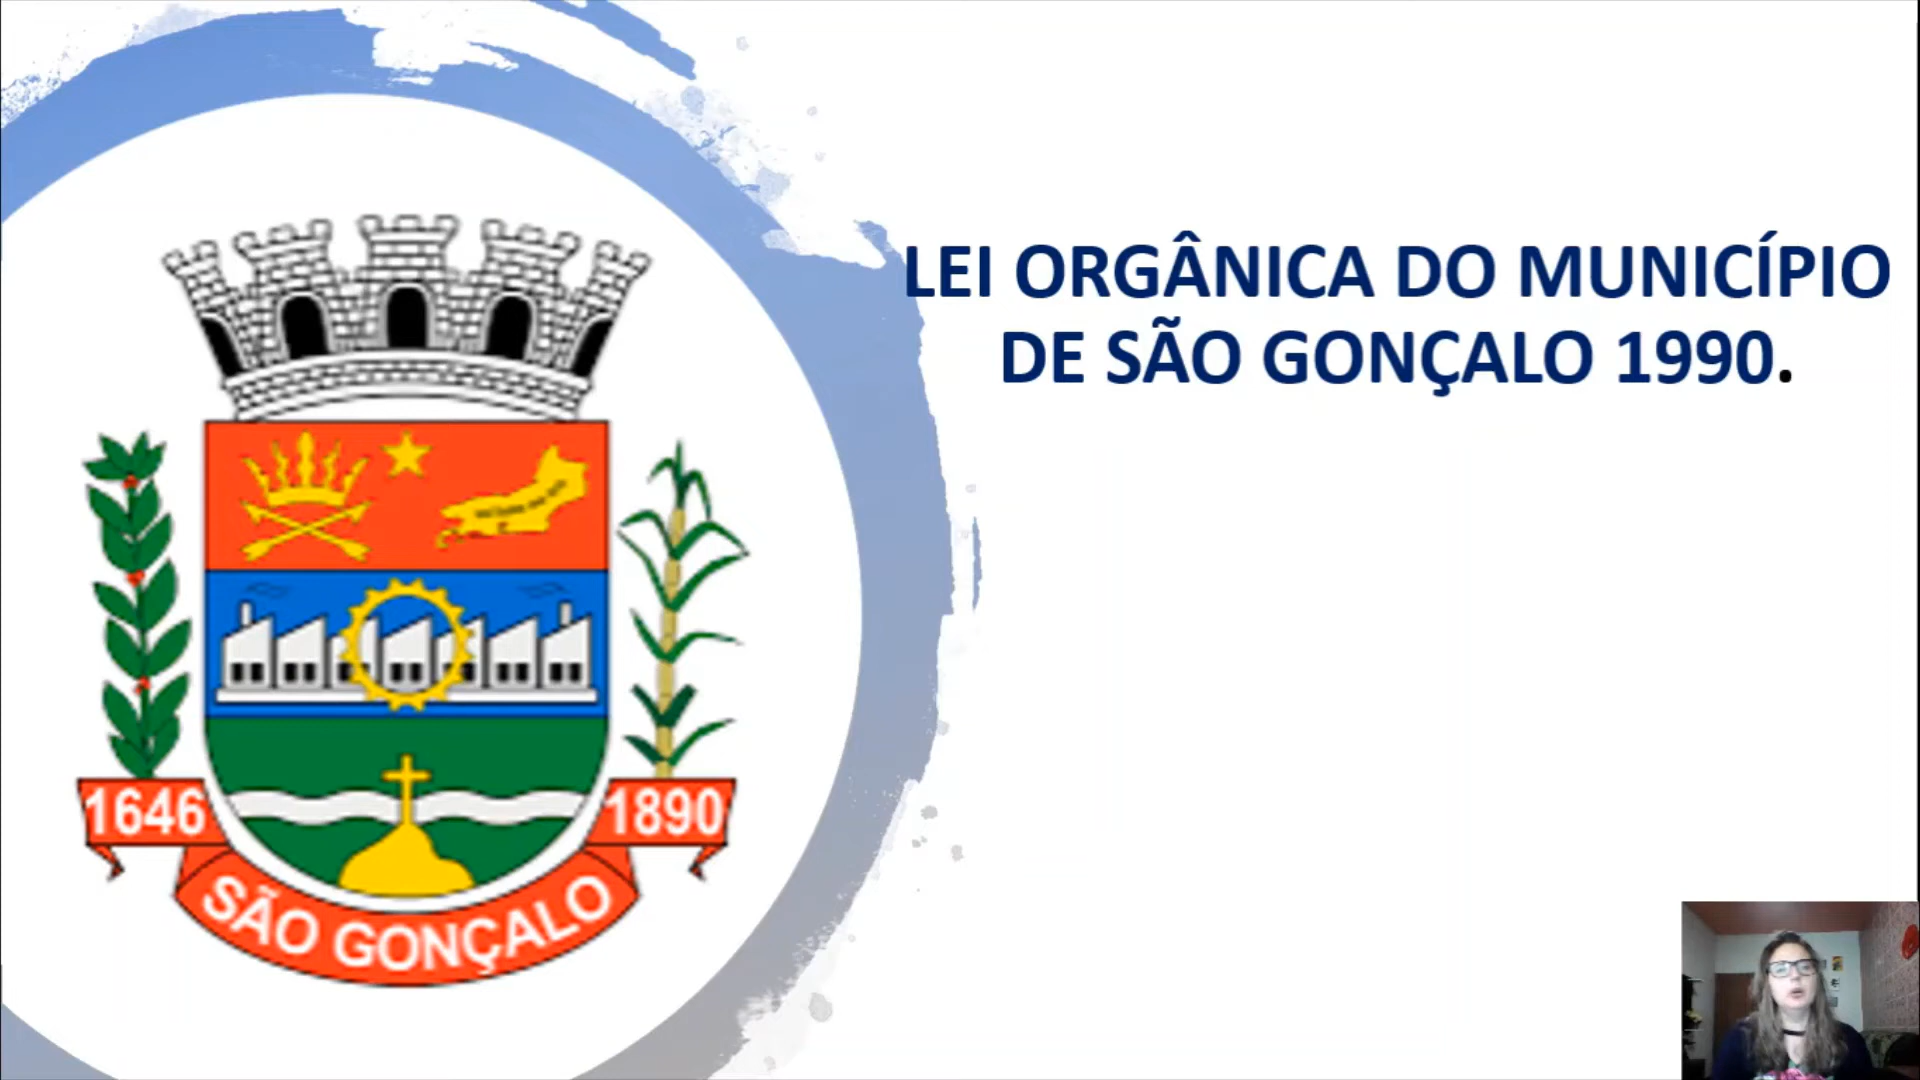 LEI ORGÂNICA DO MUNICÍPIO
DE SÃO GONÇALO 1990.
1646
1890
SÃO GONÇALO